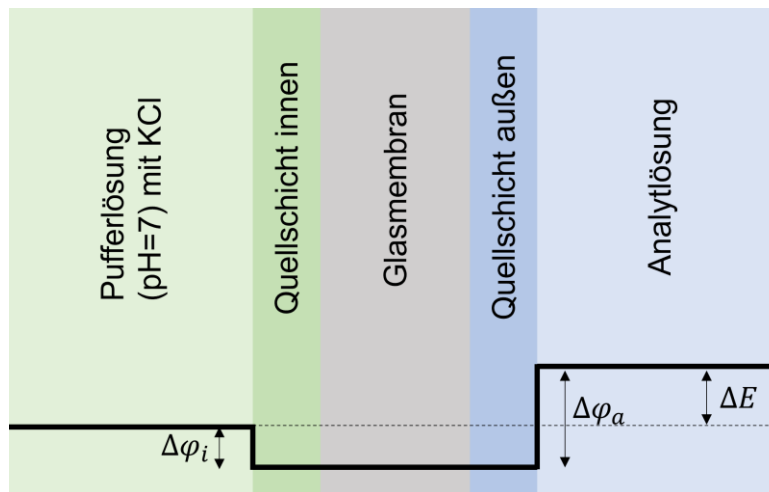 Pufferlösung
(pH=7) mit KCl
Quellschicht innen
Glasmembran
Quellschicht außen
Analytlösung
Δφᵢ
Δφₐ
ΔE